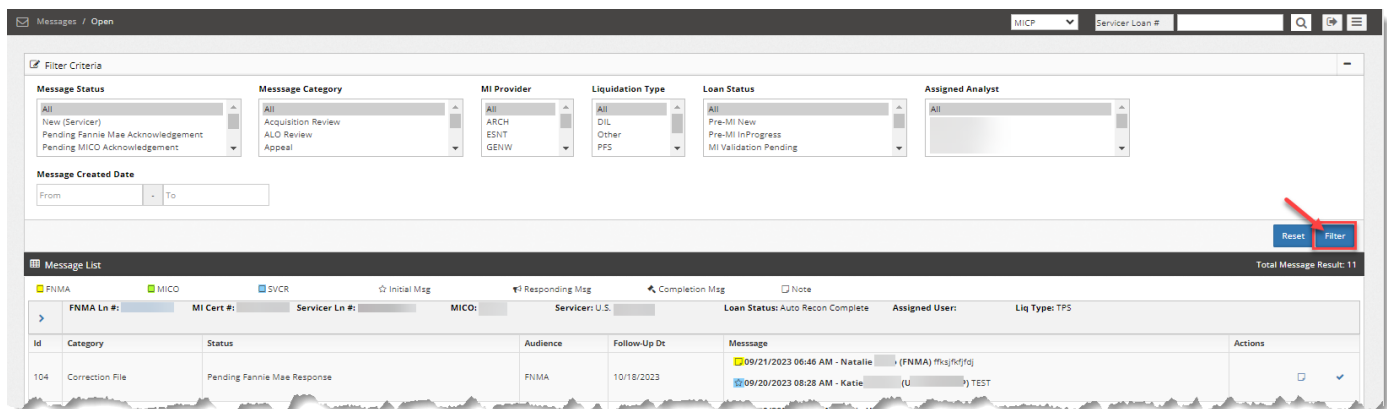 Messages / Open MICP Servicer Loan #
Filter Criteria
Message Status Messsage Category MI Provider Liquidation Type Loan Status Assigned Analyst
All All All All All All
New (Servicer) Acquisition Review ARCH DIL Pre-MI New
Pending Fannie Mae Acknowledgement ALO Review ESNT Other Pre-MI InProgress
Pending MICO Acknowledgement Appeal GENW PFS MI Validation Pending
Message Created Date
From - To
Reset Filter
Message List Total Message Result: 11
FNMA MICO SVCR Initial Msg Responding Msg Completion Msg Note
FNMA Ln #: MI Cert #: Servicer Ln #: MICO: Servicer: U.S. Loan Status: Auto Recon Complete Assigned User: Liq Type: TPS
Id Category Status Audience Follow-Up Dt Messsage Actions
09/21/2023 06:46 AM - Natalie (FNMA) ffksjfkfjfdj
104 Correction File Pending Fannie Mae Response FNMA 10/18/2023
09/20/2023 08:28 AM - Katie (U P) TEST